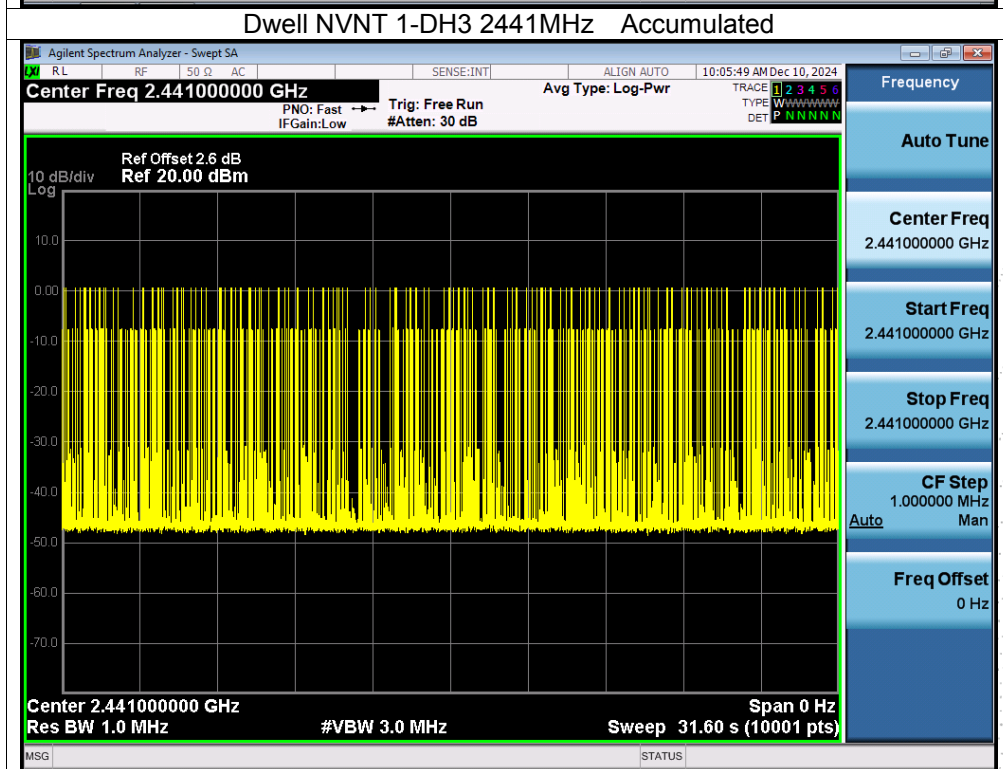 Dwell NVNT 1-DH3 2441MHz Accumulated
Agilent Spectrum Analyzer - Swept SA
LXI RL RF 50 Ω AC SENSE:INT ALIGN AUTO 10:05:49 AM Dec 10, 2024
Center Freq 2.441000000 GHz
PNO: Fast
IFGain:Low
Trig: Free Run
#Atten: 30 dB
Avg Type: Log-Pwr
TRACE 1 2 3 4 5 6
TYPE WWWWWW
DET P N N N N N
Frequency
Auto Tune
Center Freq
2.441000000 GHz
Start Freq
2.441000000 GHz
Stop Freq
2.441000000 GHz
CF Step
1.000000 MHz
Auto Man
Freq Offset
0 Hz
Ref Offset 2.6 dB
10 dB/div Ref 20.00 dBm
Log
10.0
0.00
-10.0
-20.0
-30.0
-40.0
-50.0
-60.0
-70.0
Center 2.441000000 GHz Span 0 Hz
Res BW 1.0 MHz #VBW 3.0 MHz Sweep 31.60 s (10001 pts)
MSG STATUS